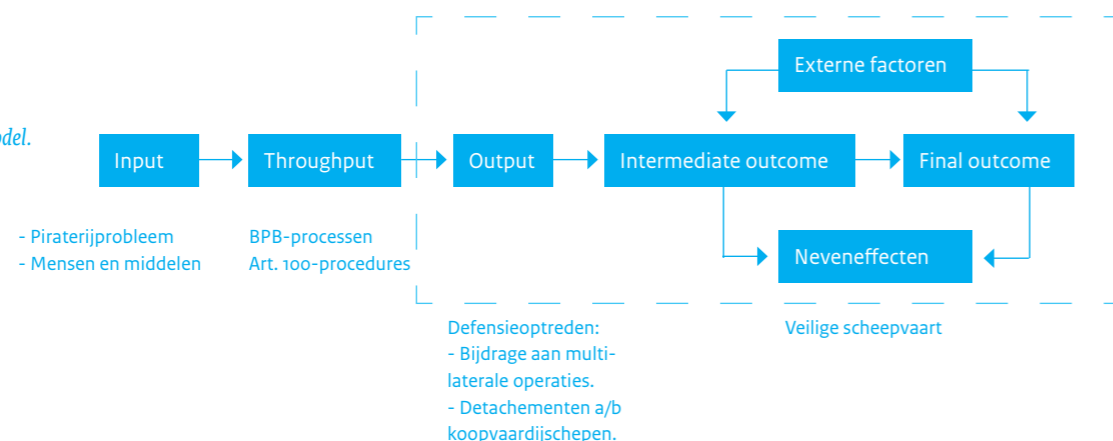 Externe factoren
odel.
Input
Throughput
Output
Intermediate outcome
Final outcome
- Piraterijprobleem
- Mensen en middelen
BPB-processen
Art. 100-procedures
Neveneffecten
Defensieoptreden:
- Bijdrage aan multi-
laterale operaties.
- Detachementen a/b
koopvaardijschepen.
Veilige scheepvaart